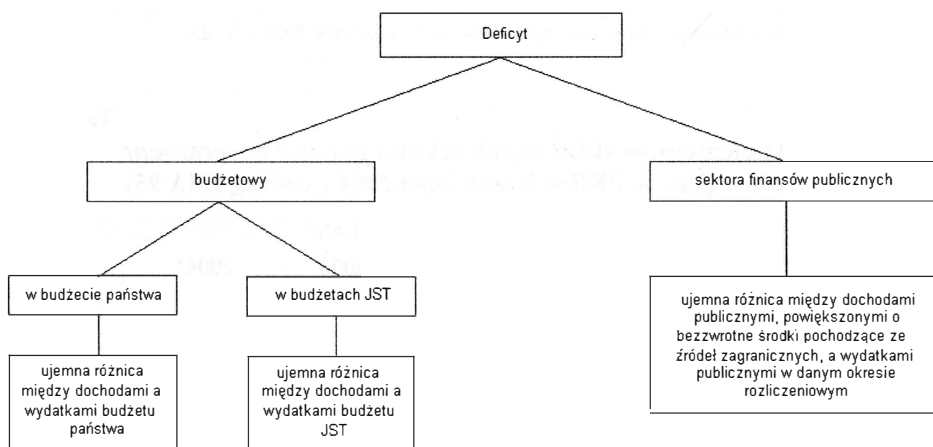 Deficyt
budżetowy
sektora finansów publicznych
w budżecie państwa
w budżetach JST
ujemna różnica
między dochodami a
wydatkami budżetu
państwa
ujemna różnica
między dochodami a
wydatkami budżetu
JST
ujemna różnica między dochodami
publicznymi, powiększonymi o
bezzwrotne środki pochodzące ze
źródeł zagranicznych, a wydatkami
publicznymi w danym okresie
rozliczeniowym